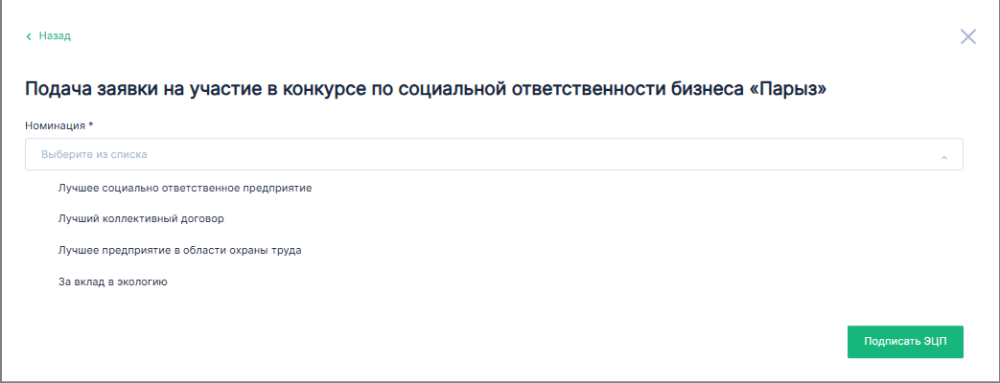 Назад
Подача заявки на участие в конкурсе по социальной ответственности бизнеса «Парыз»
Номинация *
Выберите из списка
Лучшее социально ответственное предприятие
Лучший коллективный договор
Лучшее предприятие в области охраны труда
За вклад в экологию
Подписать ЭЦП